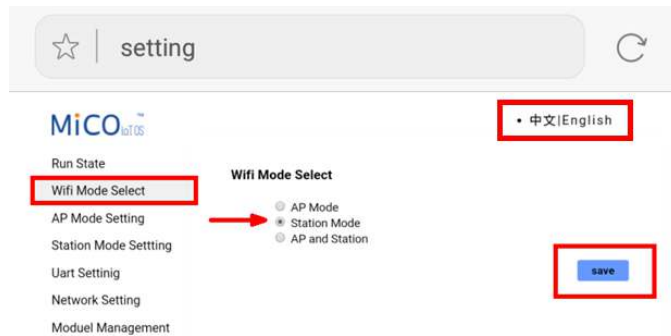 setting
MiCO IoT OS ™
• 中文|English
Run State
Wifi Mode Select
AP Mode Setting
Station Mode Settting
Uart Settinig
Network Setting
Moduel Management
Wifi Mode Select
AP Mode
Station Mode
AP and Station
save